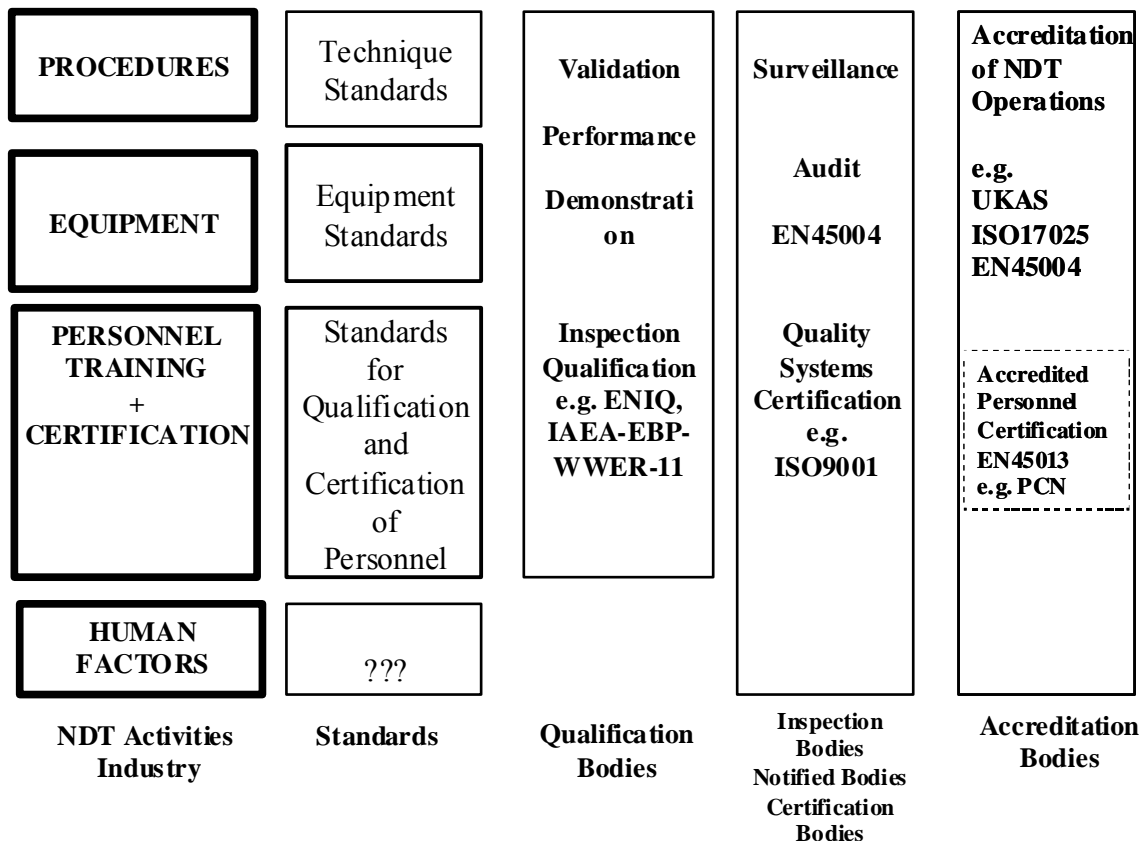 PROCEDURES
Technique
Standards
Validation
Performance
Demonstrati
on
Inspection
Qualification
e.g. ENIQ,
IAEA-EBP-
WWER-11
Surveillance
Audit
EN45004
Quality
Systems
Certification
e.g.
ISO9001
Accreditation
of NDT
Operations
e.g.
UKAS
ISO17025
EN45004
Accredited
Personnel
Certification
EN45013
e.g. PCN
EQUIPMENT
Equipment
Standards
PERSONNEL
TRAINING
+
CERTIFICATION
Standards
for
Qualification
and
Certification
of
Personnel
HUMAN
FACTORS
???
NDT Activities
Industry
Standards
Qualification
Bodies
Inspection
Bodies
Notified Bodies
Certification
Bodies
Accreditation
Bodies